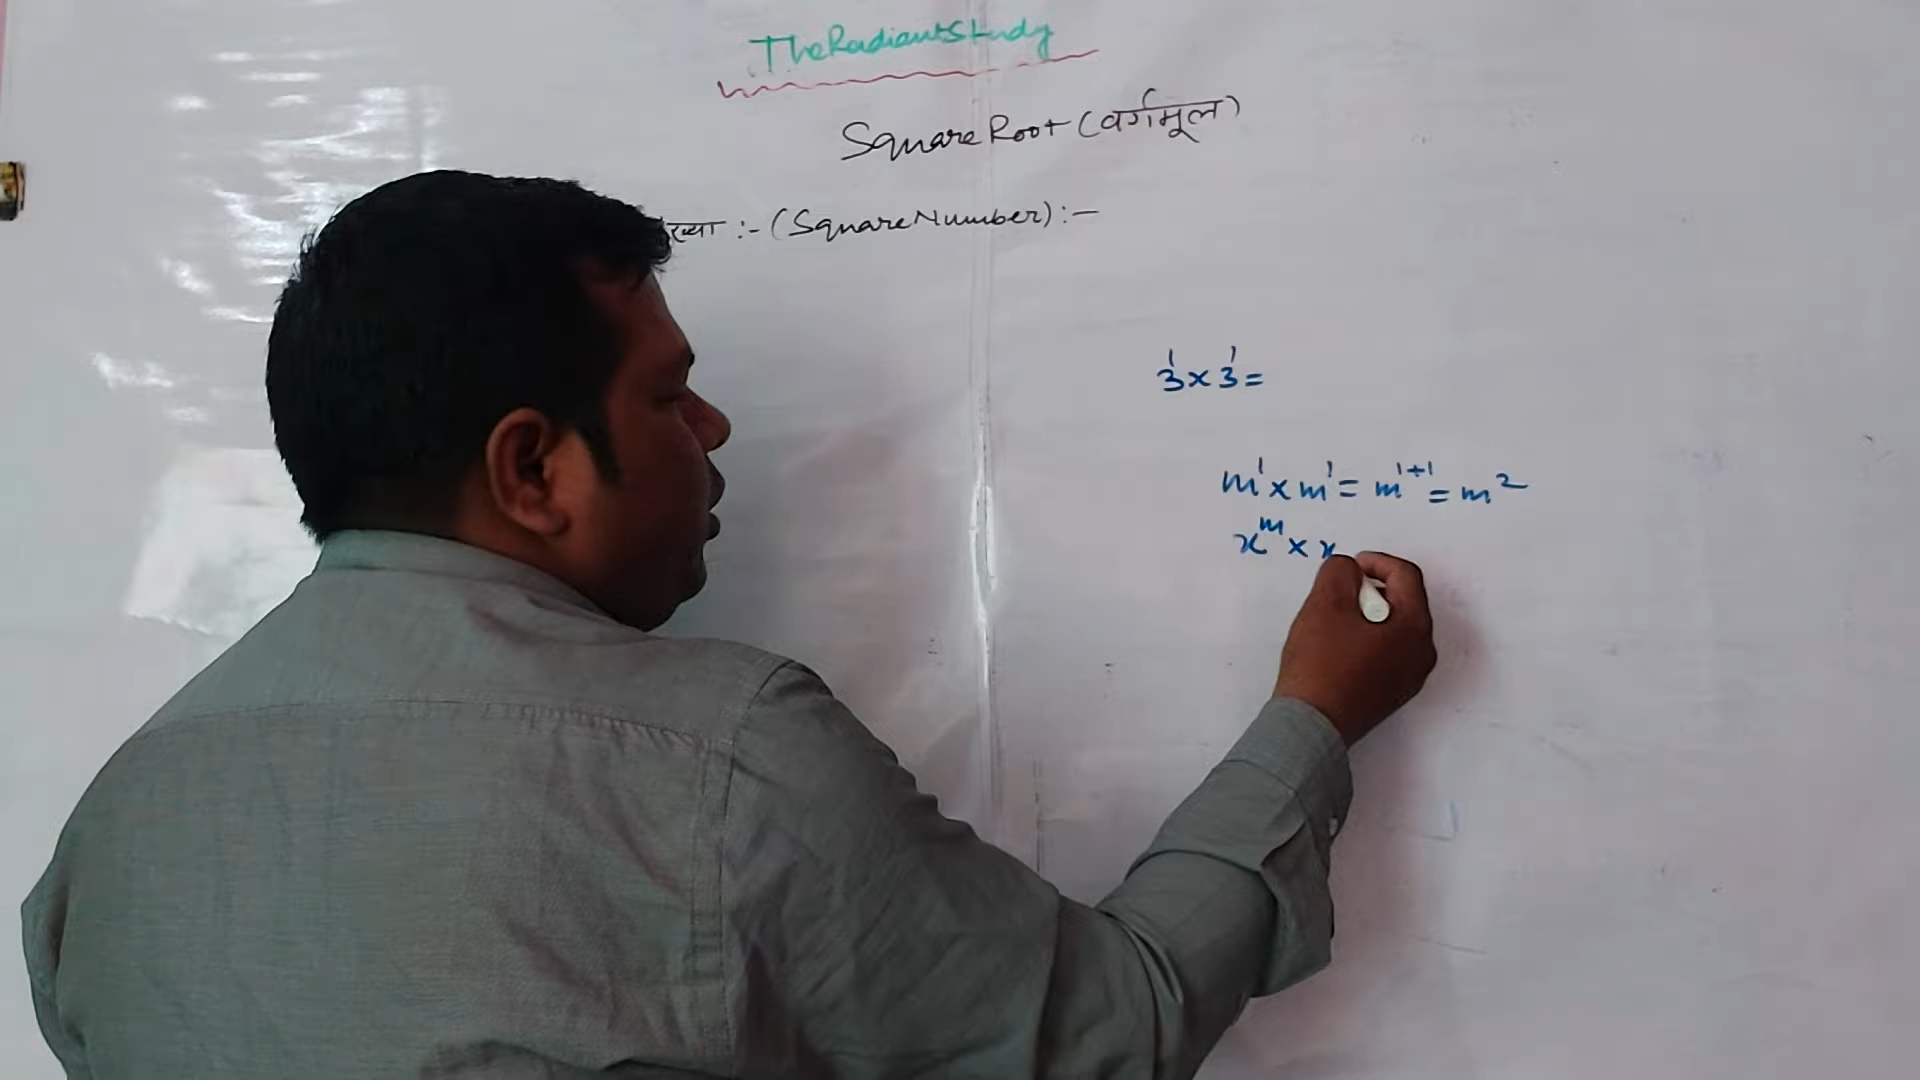 TheRadiantStudy
Square Root (वर्गमूल)
ख्या :- (Square Number) :-
3¹ × 3¹ =
m¹ × m¹ = m¹⁺¹ = m²
xᵐ × x